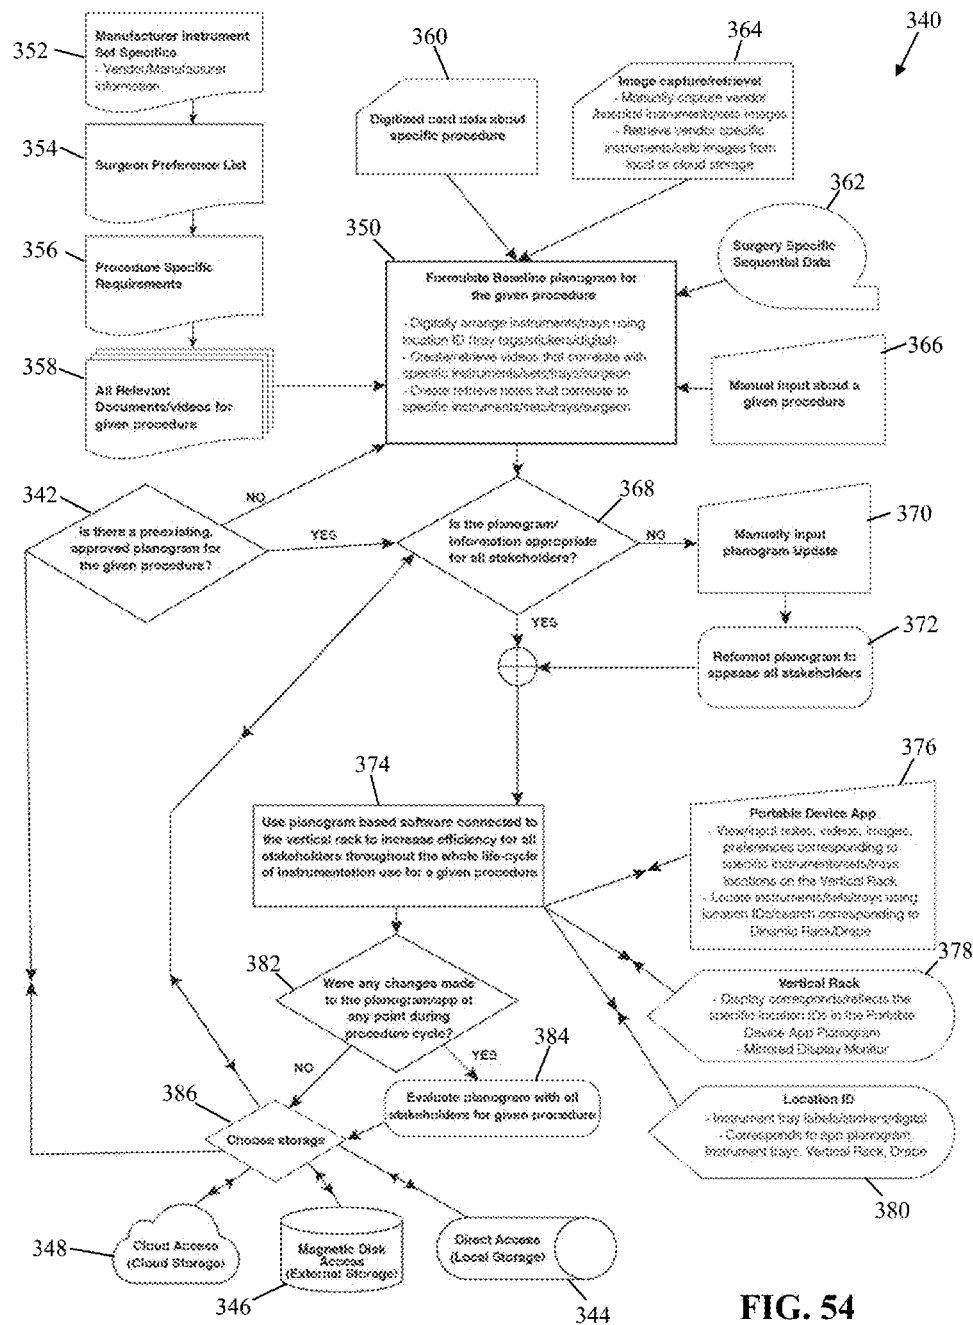 340
352
Manufacturer Instrument
Set Specifics
- Vendor/Manufacturer
Information
354
Surgeon Preference List
356
Procedure Specific
Requirements
358
All Relevant
Documents/videos for
given procedure
360
Digitized card data about
specific procedure
364
Image capture/retrieval
- Manually capture vendor
/hospital instruments/sets images
- Retrieve vendor specific
instruments/sets images from
local or cloud storage
362
Surgery Specific
Sequential Data
350
Formulate Baseline planogram for
the given procedure
- Digitally arrange instruments/trays using
location ID (tray tags/stickers/digital)
- Create/retrieve videos that correlate with
specific instruments/sets/trays/surgeon
- Create retrieve notes that correlate to
specific instruments/sets/trays/surgeon
366
Manual input about a
given procedure
342
Is there a preexisting,
approved planogram for
the given procedure?
NO
YES
368
Is the planogram/
information appropriate
for all stakeholders?
NO
YES
370
Manually input
planogram Update
372
Reformat planogram to
appease all stakeholders
374
Use planogram based software connected to
the vertical rack to increase efficiency for all
stakeholders throughout the whole life-cycle
of instrumentation use for a given procedure
376
Portable Device App
- View/input notes, videos, images,
preferences corresponding to
specific instruments/sets/trays
locations on the Vertical Rack
- Locate instruments/sets/trays using
location IDs/search corresponding to
Dinamic Rack/Drape
378
Vertical Rack
- Display corresponds/reflects the
specific location IDs in the Portable
Device App Planogram
- Mirrored Display Monitor
380
Location ID
- Instrument tray labels/stickers/digital
- Corresponds to app planogram,
Instrument trays, Vertical Rack, Drape
382
Were any changes made
to the planogram/app at
any point during
procedure cycle?
NO
YES
384
Evaluate planogram with all
stakeholders for given procedure
386
Choose storage
348
Cloud Access
(Cloud Storage)
346
Magnetic Disk
Access
(External Storage)
344
Direct Access
(Local Storage)
FIG. 54